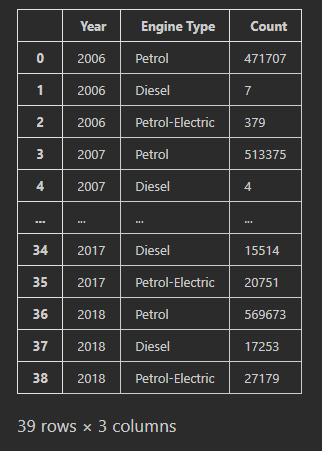 Year Engine Type Count
0 2006 Petrol 471707
1 2006 Diesel 7
2 2006 Petrol-Electric 379
3 2007 Petrol 513375
4 2007 Diesel 4
... ... ... ...
34 2017 Diesel 15514
35 2017 Petrol-Electric 20751
36 2018 Petrol 569673
37 2018 Diesel 17253
38 2018 Petrol-Electric 27179
39 rows × 3 columns